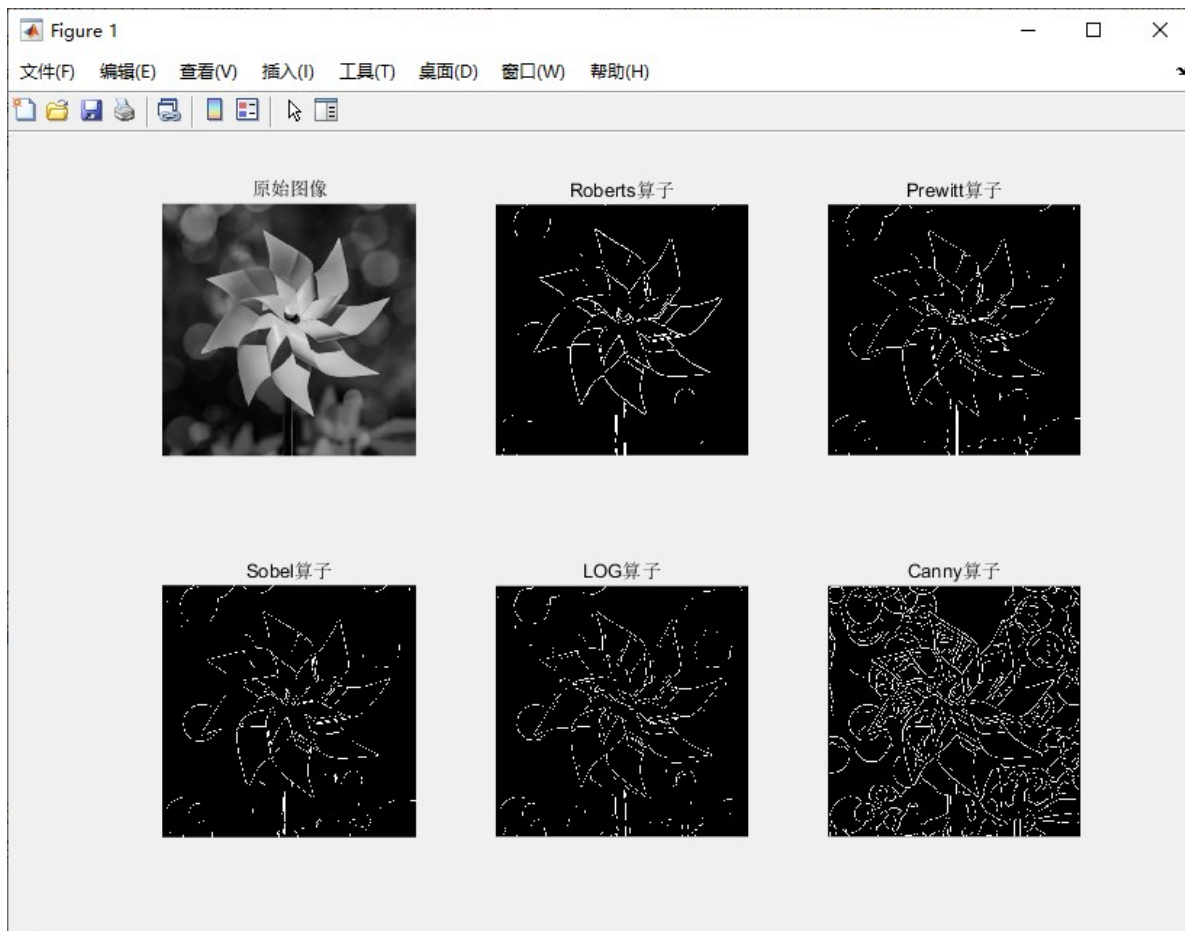 Figure 1
文件(F) 编辑(E) 查看(V) 插入(I) 工具(T) 桌面(D) 窗口(W) 帮助(H)
原始图像 Roberts算子 Prewitt算子
Sobel算子 LOG算子 Canny算子